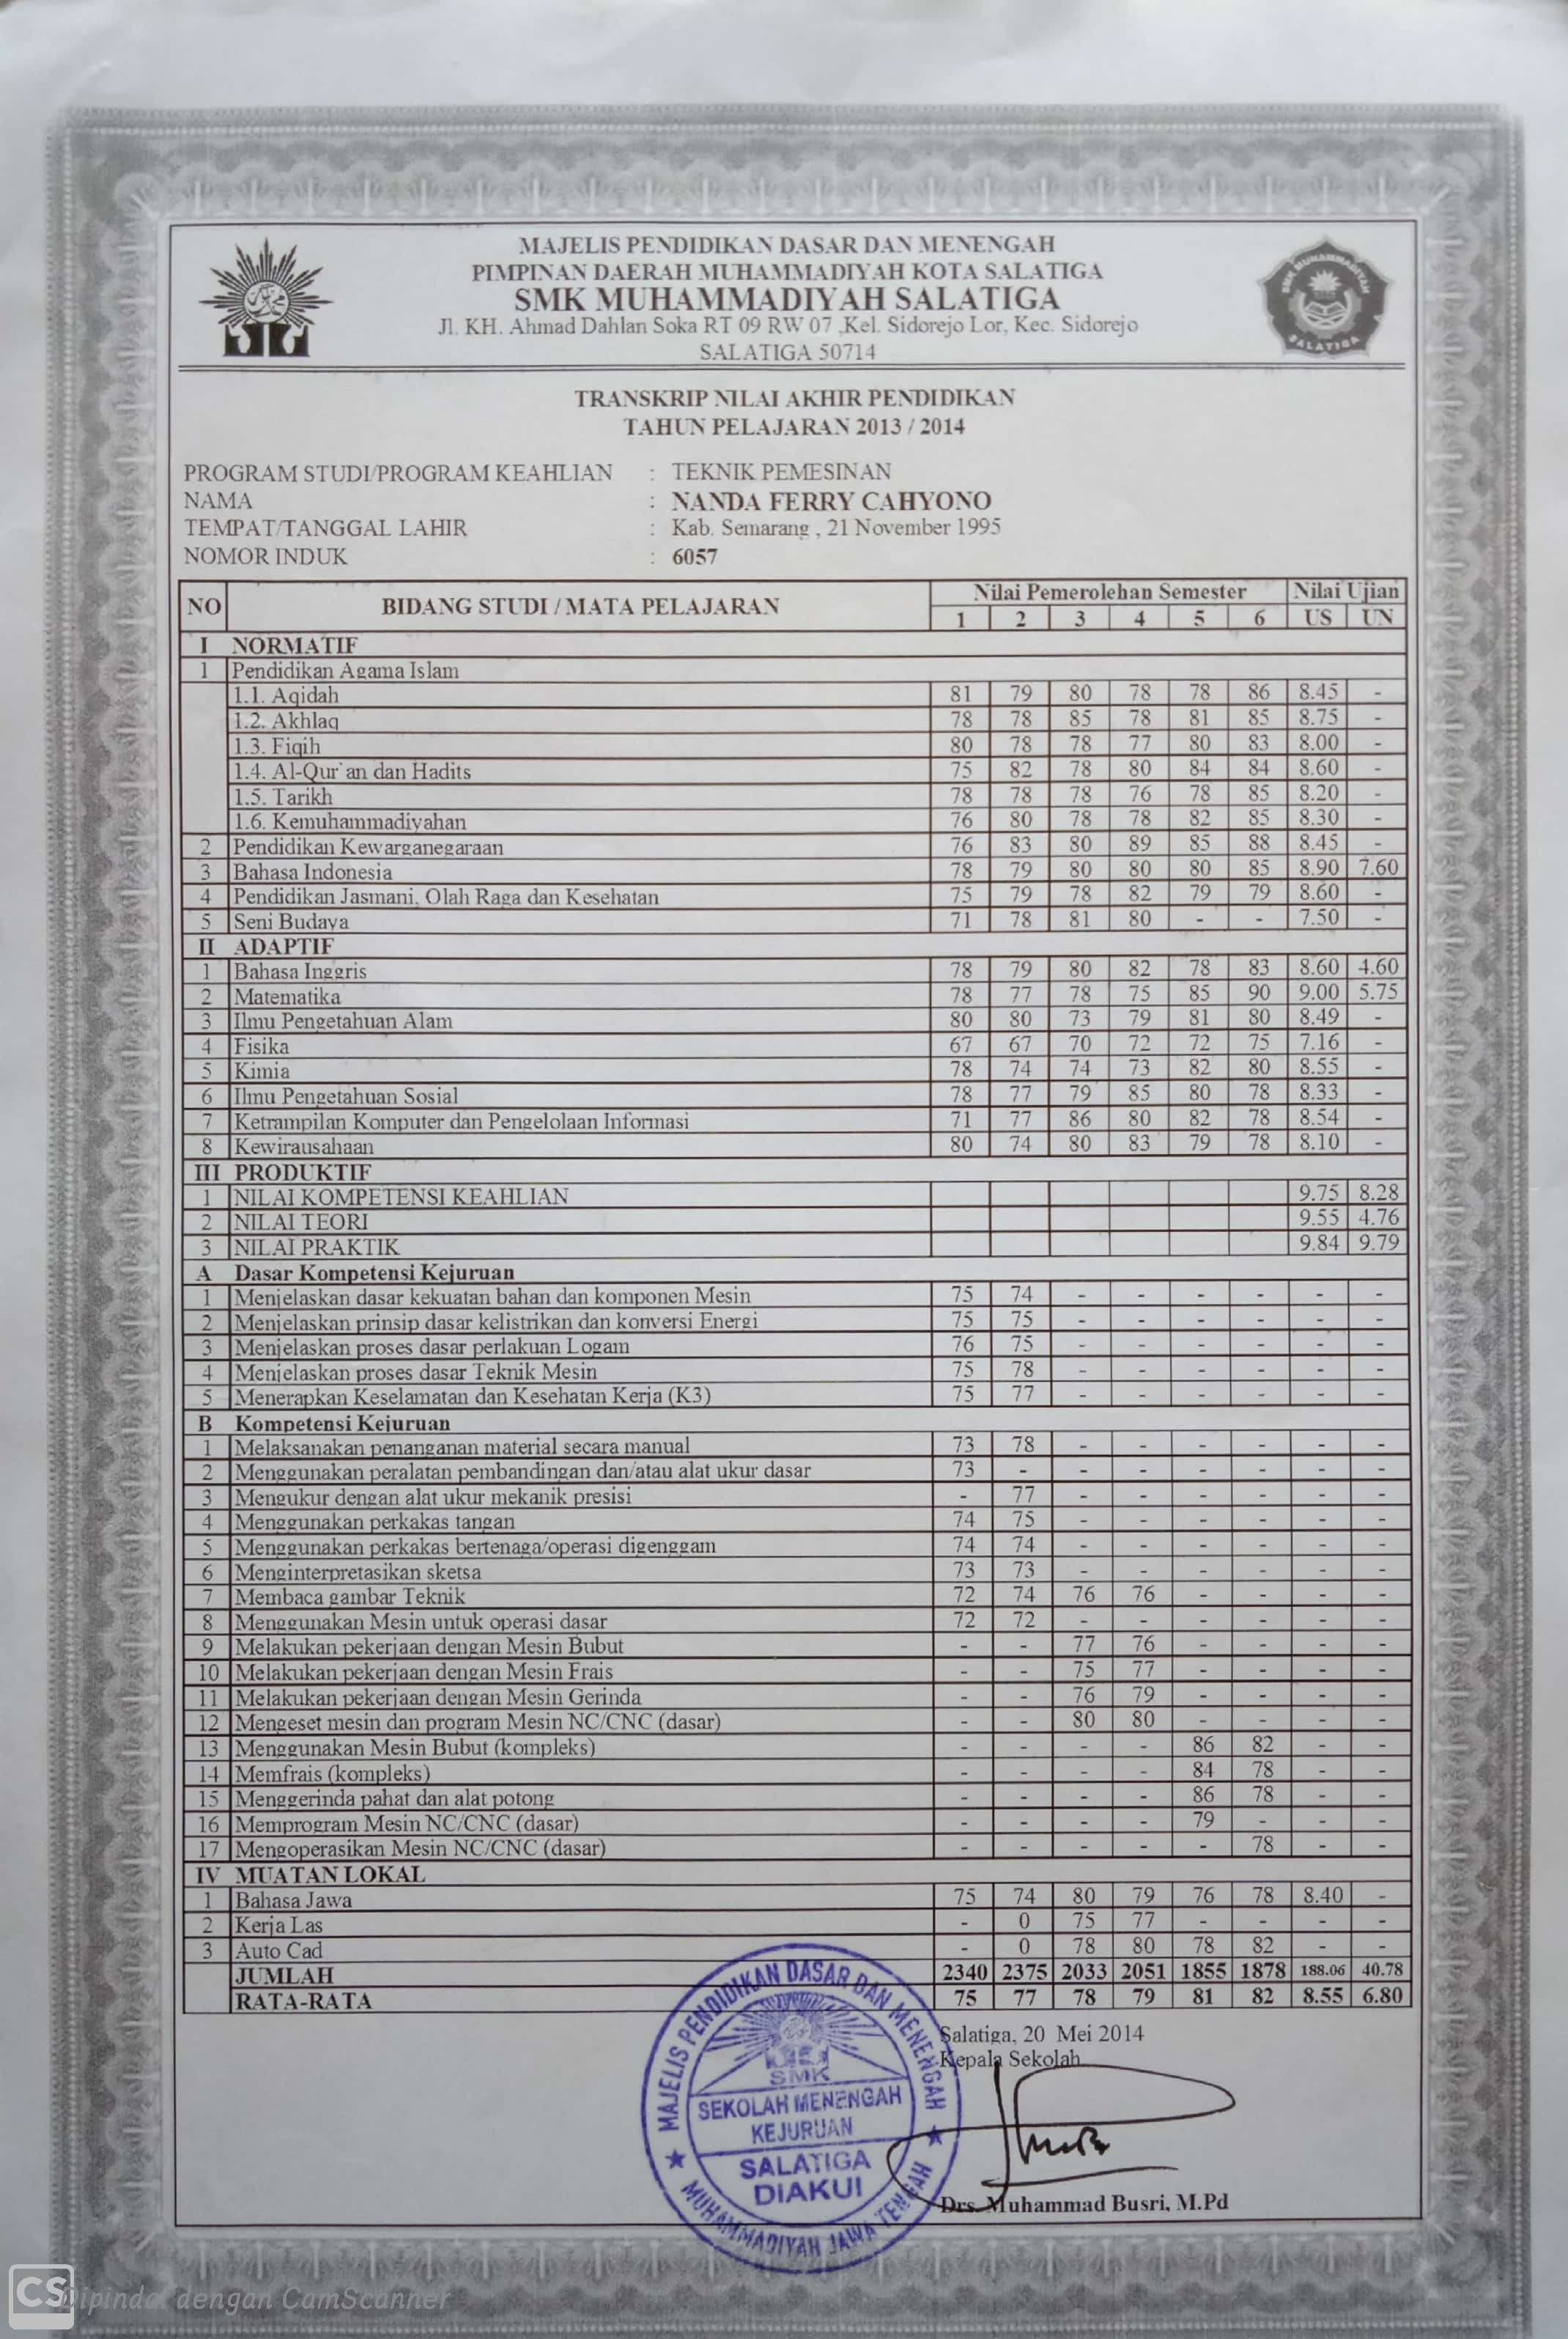 MAJELIS PENDIDIKAN DASAR DAN MENENGAH
PIMPINAN DAERAH MUHAMMADIYAH KOTA SALATIGA
SMK MUHAMMADIYAH SALATIGA
Jl. KH. Ahmad Dahlan Soka RT 09 RW 07 ,Kel. Sidorejo Lor, Kec. Sidorejo
SALATIGA 50714
SMK MUHAMMADIYAH
SALATIGA
TRANSKRIP NILAI AKHIR PENDIDIKAN
TAHUN PELAJARAN 2013 / 2014
PROGRAM STUDI/PROGRAM KEAHLIAN : TEKNIK PEMESINAN
NAMA : NANDA FERRY CAHYONO
TEMPAT/TANGGAL LAHIR : Kab. Semarang , 21 November 1995
NOMOR INDUK : 6057
NO BIDANG STUDI / MATA PELAJARAN Nilai Pemerolehan Semester Nilai Ujian
1 2 3 4 5 6 US UN
I NORMATIF
1 Pendidikan Agama Islam
1.1. Aqidah 81 79 80 78 78 86 8.45 -
1.2. Akhlaq 78 78 85 78 81 85 8.75 -
1.3. Fiqih 80 78 78 77 80 83 8.00 -
1.4. Al-Qur`an dan Hadits 75 82 78 80 84 84 8.60 -
1.5. Tarikh 78 78 78 76 78 85 8.20 -
1.6. Kemuhammadiyahan 76 80 78 78 82 85 8.30 -
2 Pendidikan Kewarganegaraan 76 83 80 89 85 88 8.45 -
3 Bahasa Indonesia 78 79 80 80 80 85 8.90 7.60
4 Pendidikan Jasmani, Olah Raga dan Kesehatan 75 79 78 82 79 79 8.60 -
5 Seni Budaya 71 78 81 80 - - 7.50 -
II ADAPTIF
1 Bahasa Inggris 78 79 80 82 78 83 8.60 4.60
2 Matematika 78 77 78 75 85 90 9.00 5.75
3 Ilmu Pengetahuan Alam 80 80 73 79 81 80 8.49 -
4 Fisika 67 67 70 72 72 75 7.16 -
5 Kimia 78 74 74 73 82 80 8.55 -
6 Ilmu Pengetahuan Sosial 78 77 79 85 80 78 8.33 -
7 Ketrampilan Komputer dan Pengelolaan Informasi 71 77 86 80 82 78 8.54 -
8 Kewirausahaan 80 74 80 83 79 78 8.10 -
III PRODUKTIF
1 NILAI KOMPETENSI KEAHLIAN 9.75 8.28
2 NILAI TEORI 9.55 4.76
3 NILAI PRAKTIK 9.84 9.79
A Dasar Kompetensi Kejuruan
1 Menjelaskan dasar kekuatan bahan dan komponen Mesin 75 74 - - - - - -
2 Menjelaskan prinsip dasar kelistrikan dan konversi Energi 75 75 - - - - - -
3 Menjelaskan proses dasar perlakuan Logam 76 75 - - - - - -
4 Menjelaskan proses dasar Teknik Mesin 75 78 - - - - - -
5 Menerapkan Keselamatan dan Kesehatan Kerja (K3) 75 77 - - - - - -
B Kompetensi Kejuruan
1 Melaksanakan penanganan material secara manual 73 78 - - - - - -
2 Menggunakan peralatan pembandingan dan/atau alat ukur dasar 73 - - - - - - -
3 Mengukur dengan alat ukur mekanik presisi - 77 - - - - - -
4 Menggunakan perkakas tangan 74 75 - - - - - -
5 Menggunakan perkakas bertenaga/operasi digenggam 74 74 - - - - - -
6 Menginterpretasikan sketsa 73 73 - - - - - -
7 Membaca gambar Teknik 72 74 76 76 - - - -
8 Menggunakan Mesin untuk operasi dasar 72 72 - - - - - -
9 Melakukan pekerjaan dengan Mesin Bubut - - 77 76 - - - -
10 Melakukan pekerjaan dengan Mesin Frais - - 75 77 - - - -
11 Melakukan pekerjaan dengan Mesin Gerinda - - 76 79 - - - -
12 Mengeset mesin dan program Mesin NC/CNC (dasar) - - 80 80 - - - -
13 Menggunakan Mesin Bubut (kompleks) - - - - 86 82 - -
14 Memfrais (kompleks) - - - - 84 78 - -
15 Menggerinda pahat dan alat potong - - - - 86 78 - -
16 Memprogram Mesin NC/CNC (dasar) - - - - 79 - - -
17 Mengoperasikan Mesin NC/CNC (dasar) - - - - - 78 - -
IV MUATAN LOKAL
1 Bahasa Jawa 75 74 80 79 76 78 8.40 -
2 Kerja Las - 0 75 77 - - - -
3 Auto Cad - 0 78 80 78 82 - -
JUMLAH 2340 2375 2033 2051 1855 1878 188.06 40.78
RATA-RATA 75 77 78 79 81 82 8.55 6.80
Salatiga, 20 Mei 2014
Kepala Sekolah
MAJELIS PENDIDIKAN DASAR DAN MENENGAH
SMK
SEKOLAH MENENGAH
KEJURUAN
SALATIGA
DIAKUI
MUHAMMADIYAH JAWA TENGAH
Drs. Muhammad Busri, M.Pd
CS Dipindai dengan CamScanner